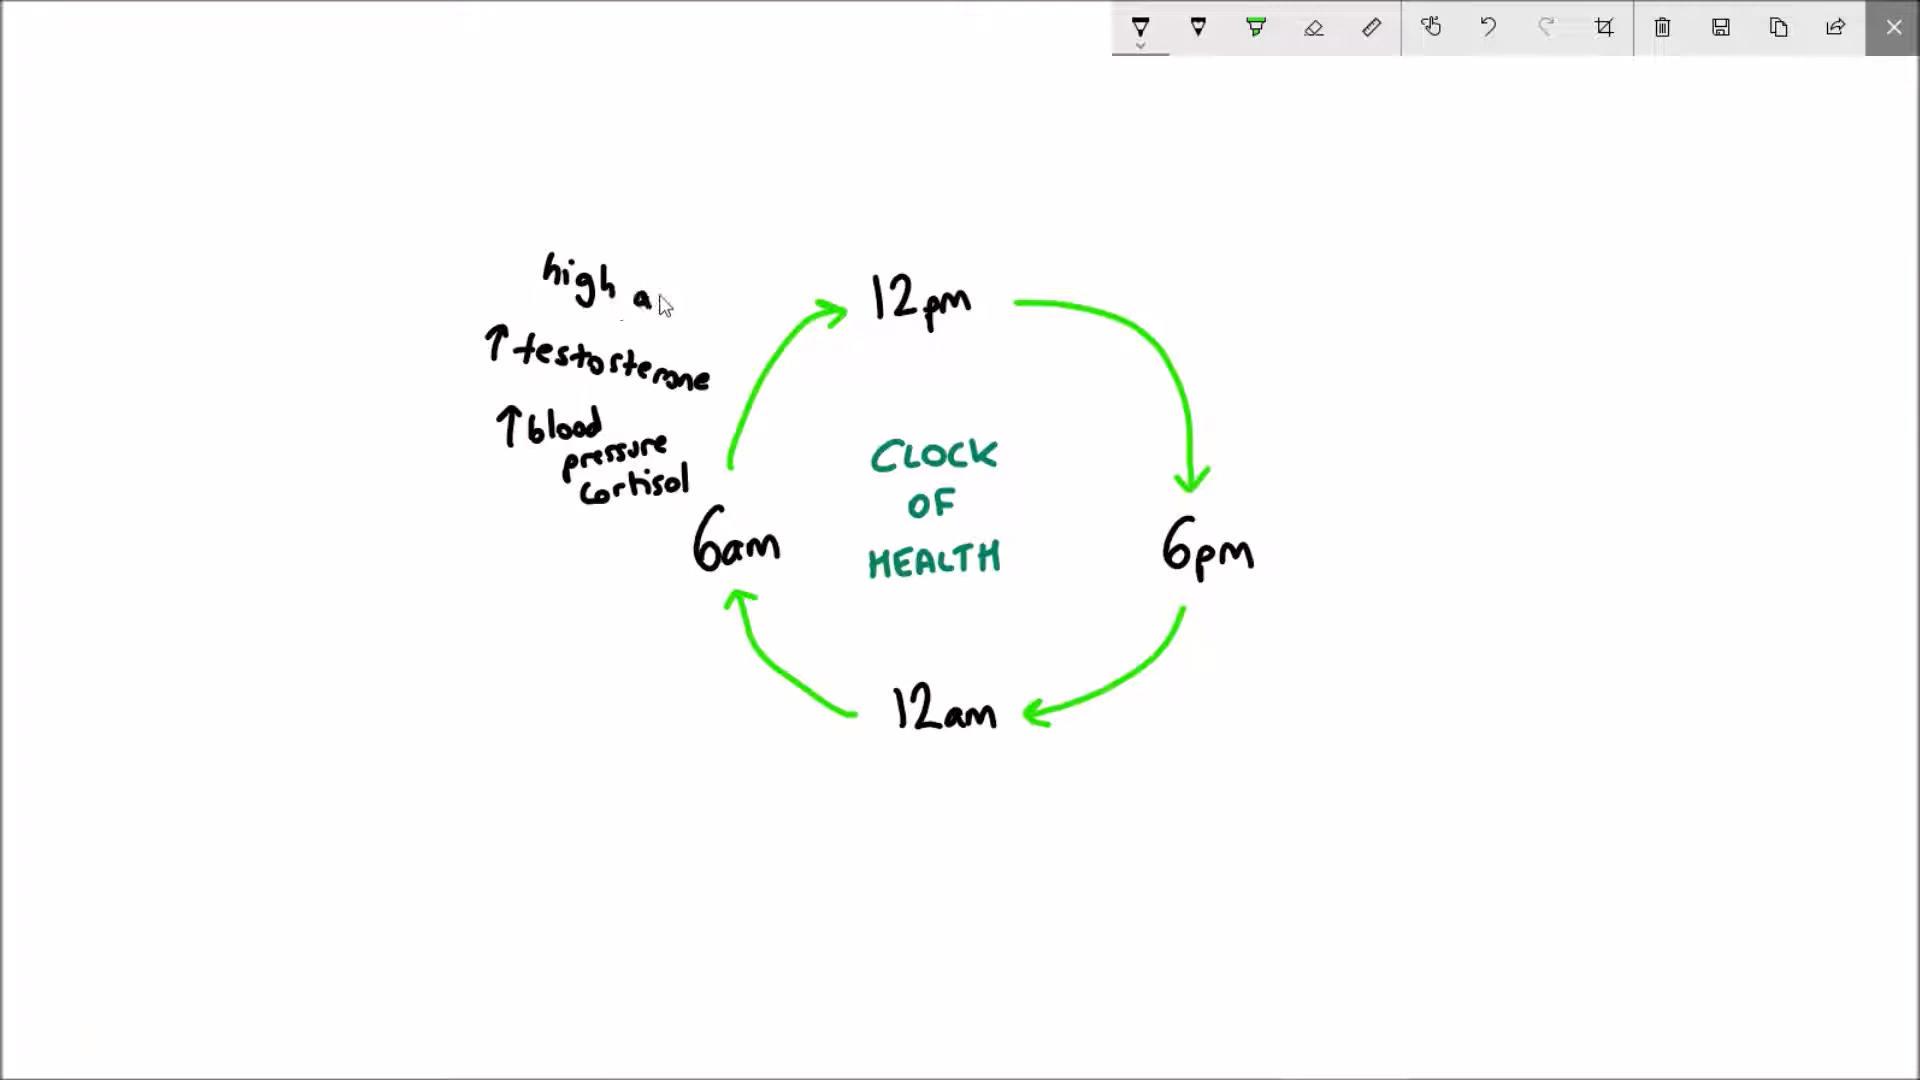 high a
↑ testosterone
↑ blood
pressure
cortisol
6am
12pm
6pm
12am
CLOCK
OF
HEALTH